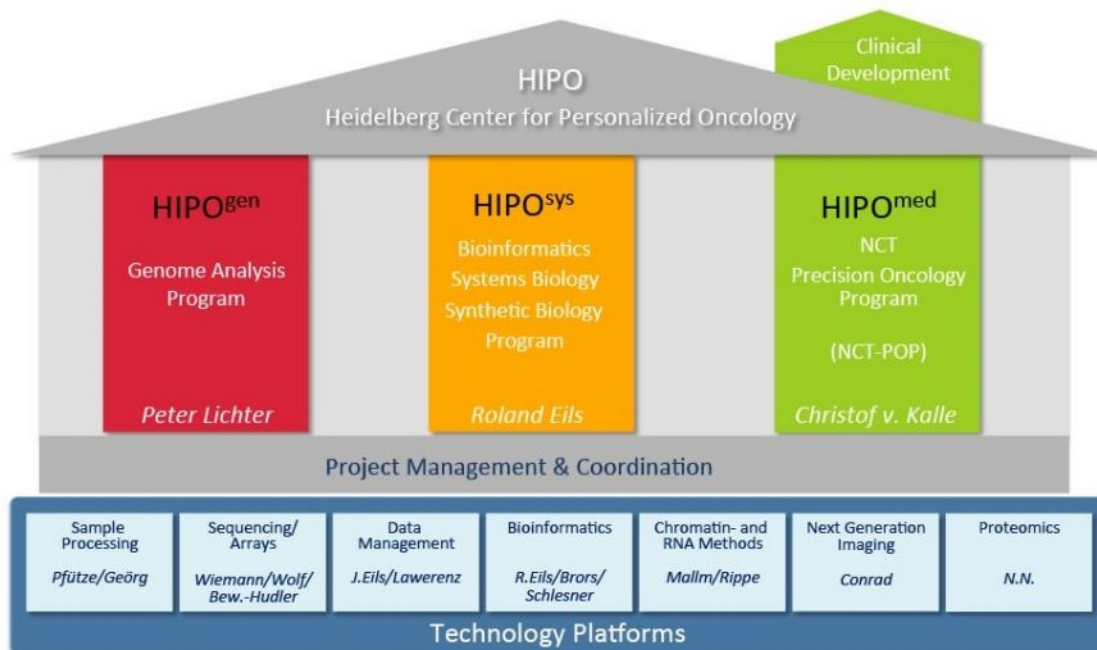 Clinical
Development
HIPO
Heidelberg Center for Personalized Oncology
HIPOgen
Genome Analysis
Program
Peter Lichter
HIPOsys
Bioinformatics
Systems Biology
Synthetic Biology
Program
Roland Eils
HIPOmed
NCT
Precision Oncology
Program
(NCT-POP)
Christof v. Kalle
Project Management & Coordination
Sample
Processing
Pfütze/Geörg
Sequencing/
Arrays
Wiemann/Wolf/
Bew.-Hudler
Data
Management
J.Eils/Lawerenz
Bioinformatics
R.Eils/Brors/
Schlesner
Chromatin- and
RNA Methods
Mallm/Rippe
Next Generation
Imaging
Conrad
Proteomics
N.N.
Technology Platforms